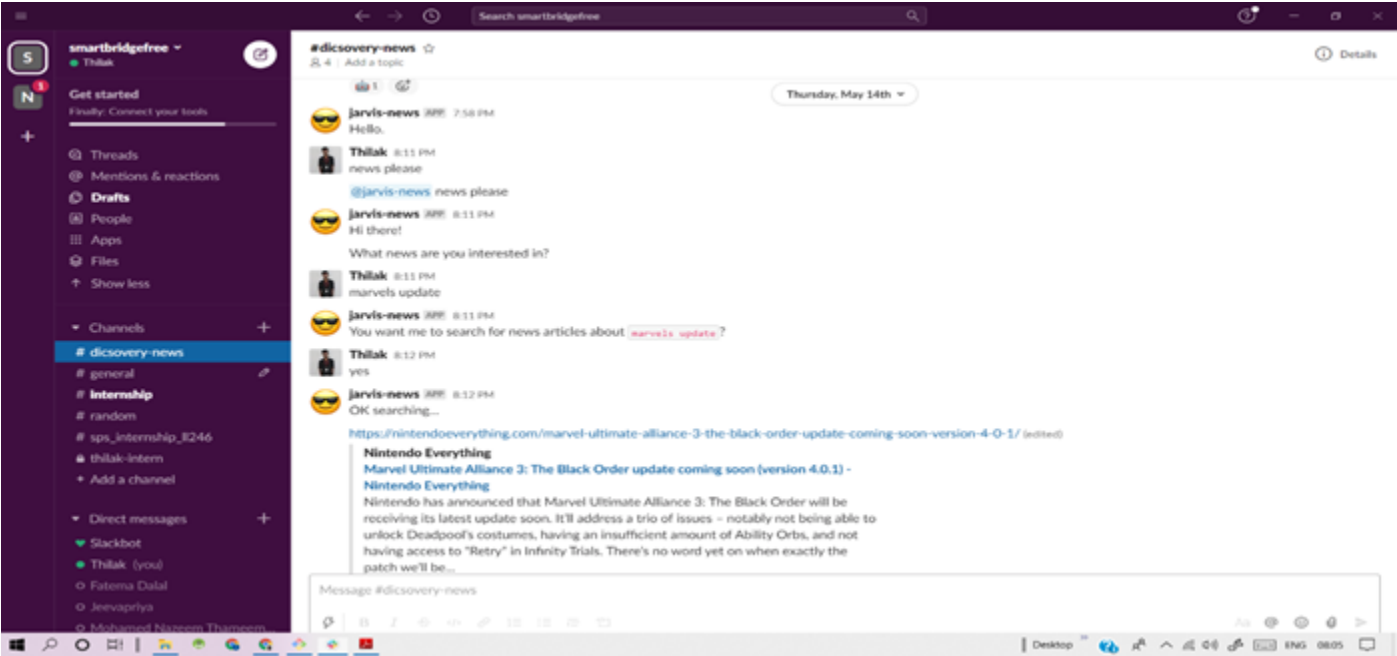 Search smartbridgefree
S
N
1
smartbridgefree
Thilak
Get started
Finally: Connect your tools
Threads
Mentions & reactions
Drafts
People
Apps
Files
Show less
Channels
# dicsovery-news
# general
# Internship
# random
# sps_internship_ll246
thilak-intern
+ Add a channel
Direct messages
Slackbot
Thilak (you)
Fatema Dalal
Jeevapriya
Mohamed Nazeem Thameem...
#dicsovery-news
4 | Add a topic
Details
1
Thursday, May 14th
jarvis-news APP 7:58 PM
Hello.
Thilak 8:11 PM
news please
@jarvis-news news please
jarvis-news APP 8:11 PM
Hi there!
What news are you interested in?
Thilak 8:11 PM
marvels update
jarvis-news APP 8:11 PM
You want me to search for news articles about marvels update ?
Thilak 8:12 PM
yes
jarvis-news APP 8:12 PM
OK searching...
https://nintendoeverything.com/marvel-ultimate-alliance-3-the-black-order-update-coming-soon-version-4-0-1/ (edited)
Nintendo Everything
Marvel Ultimate Alliance 3: The Black Order update coming soon (version 4.0.1) -
Nintendo Everything
Nintendo has announced that Marvel Ultimate Alliance 3: The Black Order will be
receiving its latest update soon. It'll address a trio of issues – notably not being able to
unlock Deadpool's costumes, having an insufficient amount of Ability Orbs, and not
having access to "Retry" in Infinity Trials. There's no word yet on when exactly the
patch we'll be...
Message #dicsovery-news
B I S
Aa @
Desktop
ENG 08:05